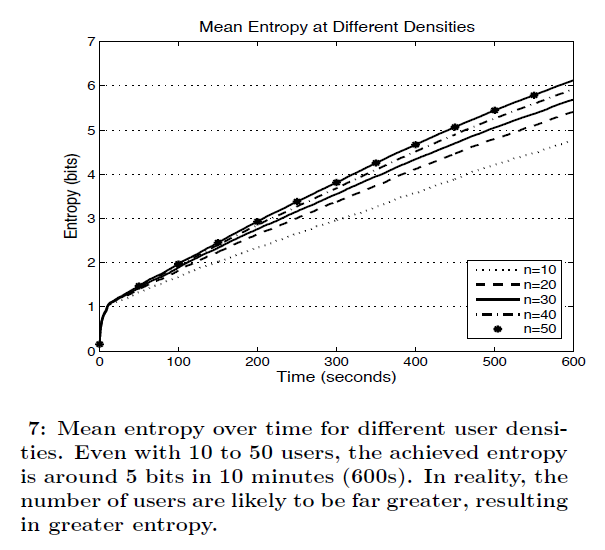 Mean Entropy at Different Densities
7
6
5
4
3
2
1
0
Entropy (bits)
n=10
n=20
n=30
n=40
n=50
0 100 200 300 400 500 600
Time (seconds)
7: Mean entropy over time for different user densi-
ties. Even with 10 to 50 users, the achieved entropy
is around 5 bits in 10 minutes (600s). In reality, the
number of users are likely to be far greater, resulting
in greater entropy.